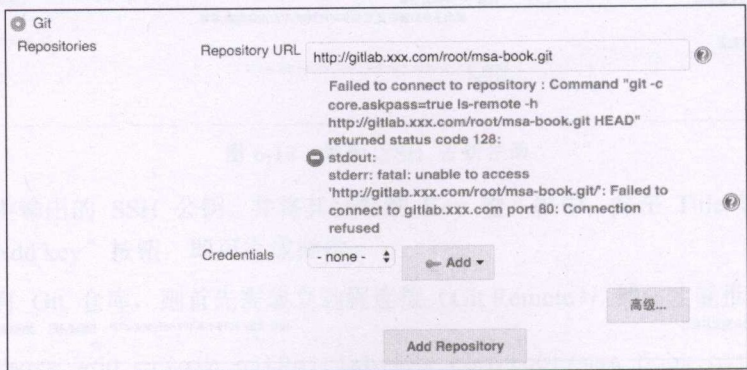 Git
Repositories
Repository URL
http://gitlab.xxx.com/root/msa-book.git
Failed to connect to repository : Command "git -c
core.askpass=true ls-remote -h
http://gitlab.xxx.com/root/msa-book.git HEAD"
returned status code 128:
stdout:
stderr: fatal: unable to access
'http://gitlab.xxx.com/root/msa-book.git/': Failed to
connect to gitlab.xxx.com port 80: Connection
refused
Credentials
- none -
Add
高级...
Add Repository